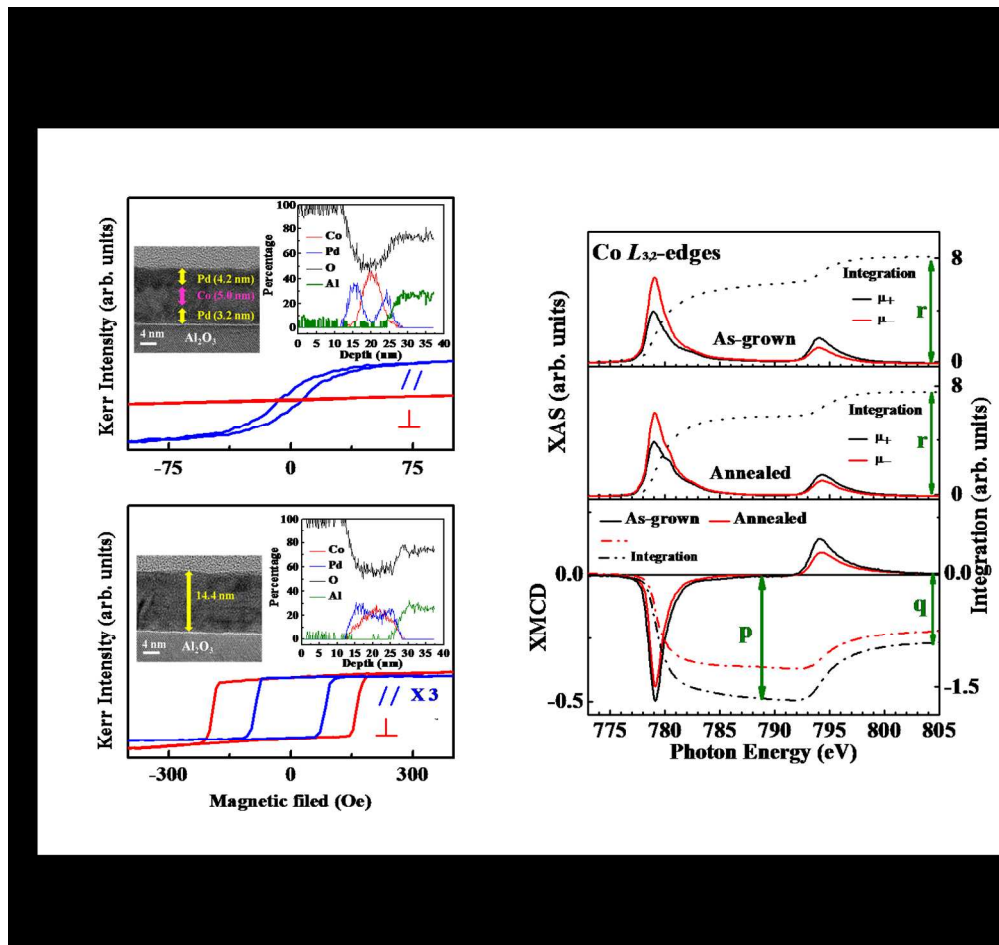 Kerr Intensity (arb. units)
Pd (4.2 nm)
Co (5.0 nm)
Pd (3.2 nm)
4 nm
Al2O3
Percentage
100
80
60
40
20
0
Co
Pd
O
Al
0 5 10 15 20 25 30 35 40
Depth (nm)
//
⊥
-75 0 75
Kerr Intensity (arb. units)
14.4 nm
4 nm
Al2O3
Percentage
100
80
60
40
20
0
Co
Pd
O
Al
0 5 10 15 20 25 30 35 40
Depth (nm)
// X 3
⊥
-300 0 300
Magnetic filed (Oe)
Co L3,2-edges
Integration
μ+
μ−
As-grown
r
8
0
XAS (arb. units)
Integration
μ+
μ−
Annealed
r
8
0
Integration (arb. units)
As-grown Annealed
Integration
0.0
-0.5
XMCD
p
q
0.0
-1.5
775 780 785 790 795 800 805
Photon Energy (eV)